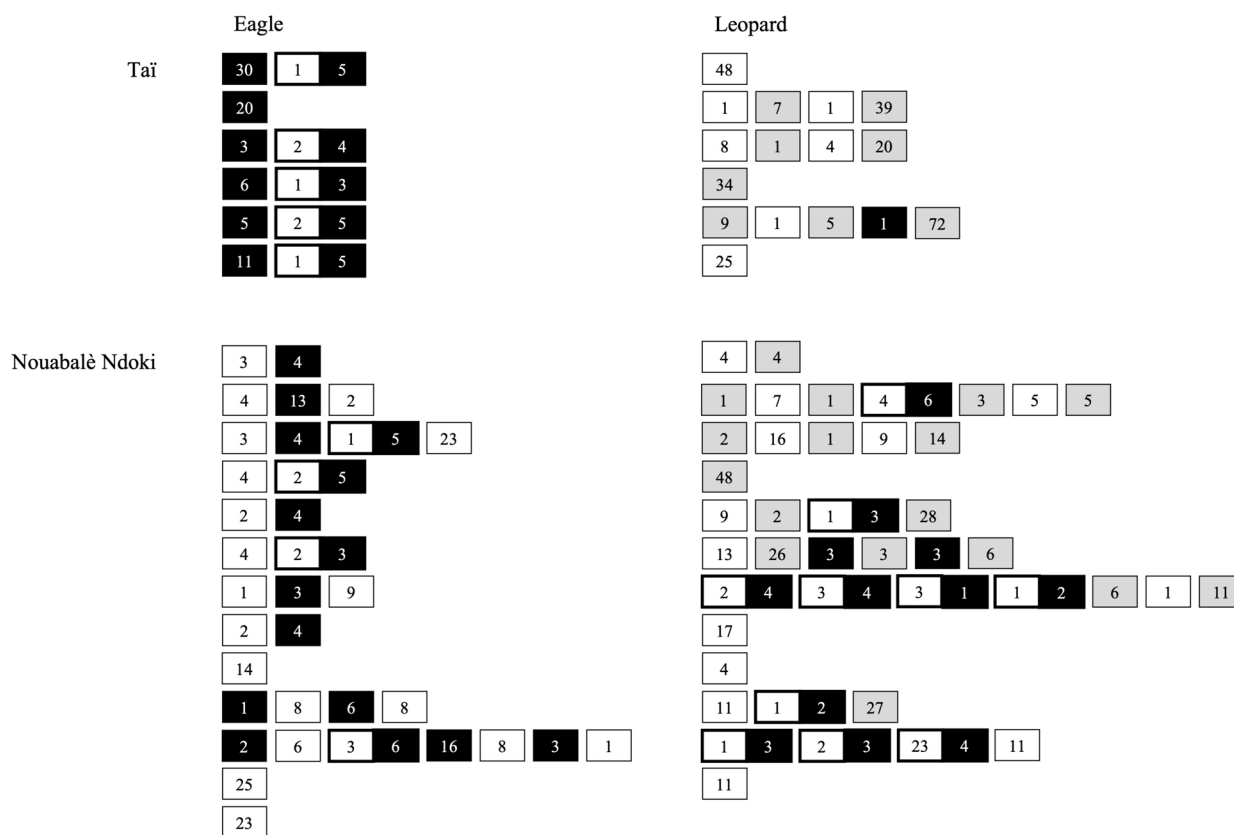 Eagle Leopard
Taï 30 1 5 48
20 1 7 1 39
3 2 4 8 1 4 20
6 1 3 34
5 2 5 9 1 5 1 72
11 1 5 25
Nouabalè Ndoki 3 4 4 4
4 13 2 1 7 1 4 6 3 5 5
3 4 1 5 23 2 16 1 9 14
4 2 5 48
2 4 9 2 1 3 28
4 2 3 13 26 3 3 3 6
1 3 9 2 4 3 4 3 1 1 2 6 1 11
2 4 17
14 4
1 8 6 8 11 1 2 27
2 6 3 6 16 8 3 1 1 3 2 3 23 4 11
25 11
23